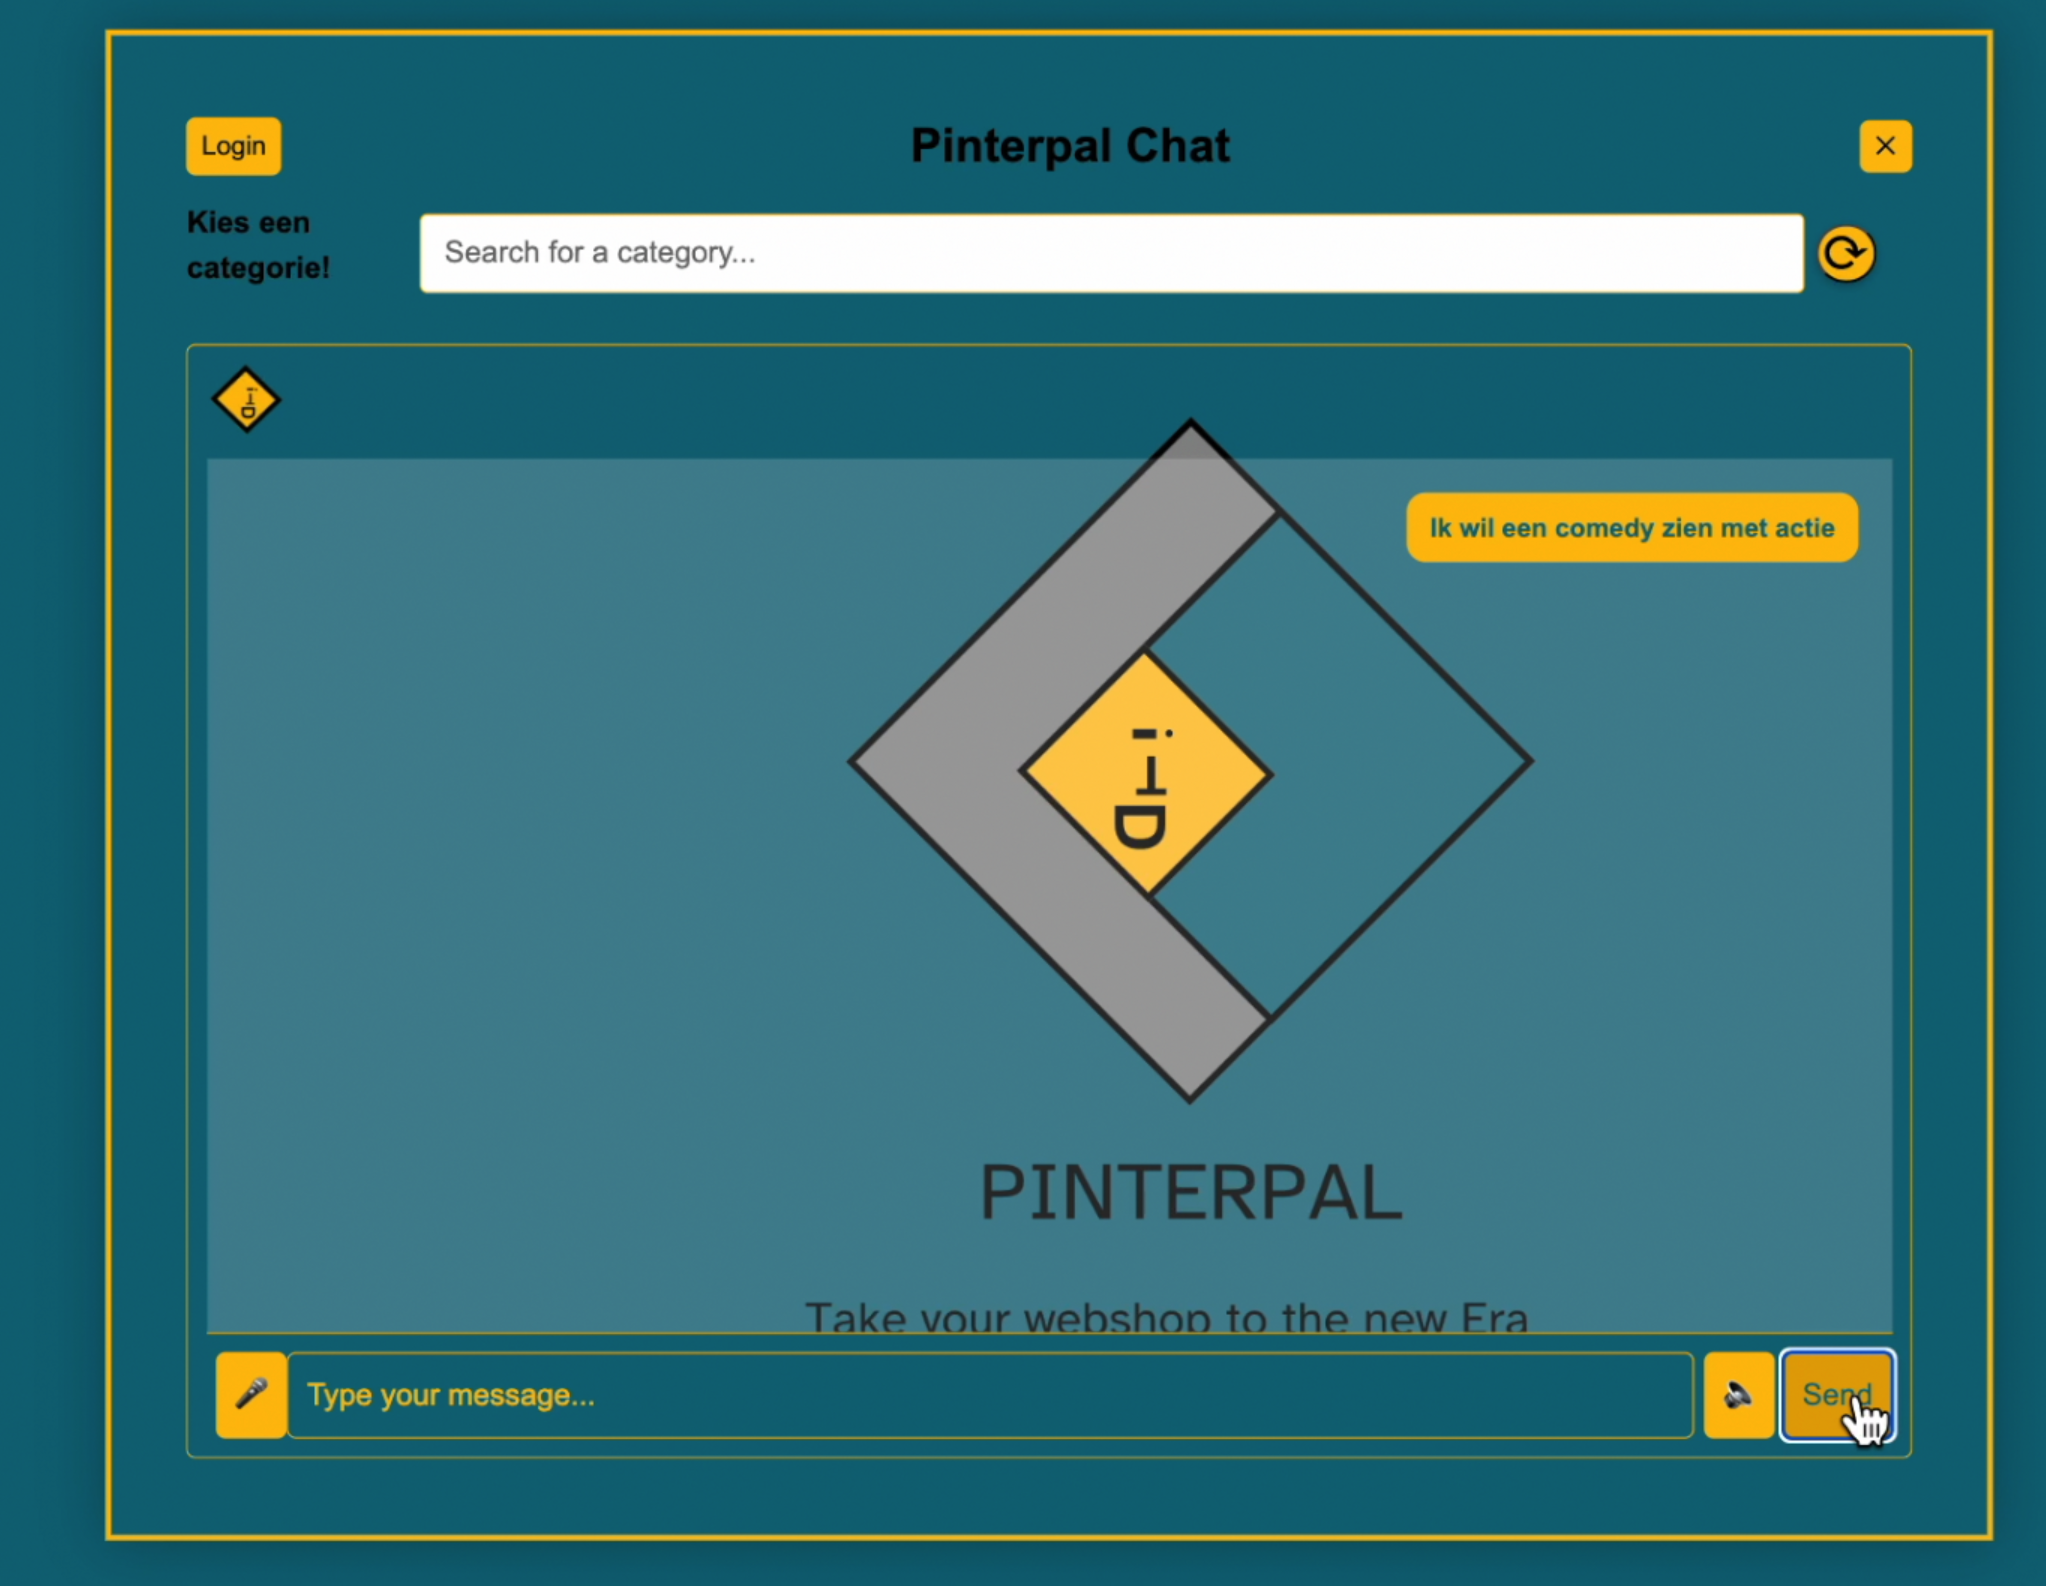 Login
Pinterpal Chat
Kies een
categorie!
Search for a category...
Ik wil een comedy zien met actie
PINTERPAL
Take your webshop to the new Era
Type your message...
Send